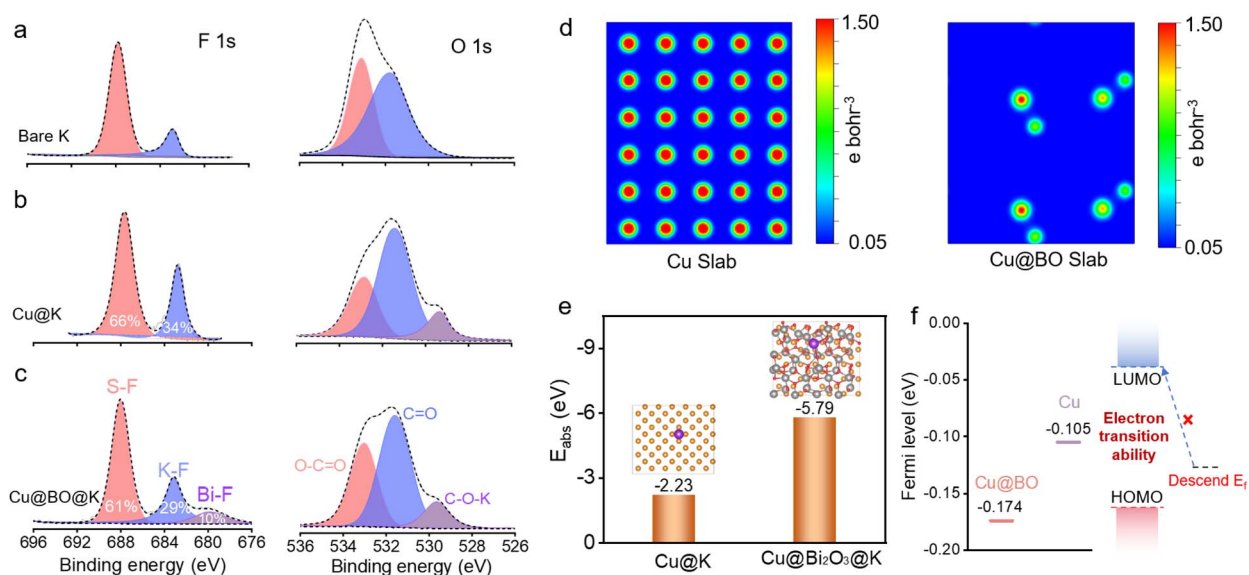 a
F 1s
O 1s
Bare K
b
Cu@K
66%
34%
c
S-F
K-F
Bi-F
Cu@BO@K
61%
29%
10%
O-C=O
C=O
C-O-K
696 692 688 684 680 676
Binding energy (eV)
536 534 532 530 528 526
Binding energy (eV)
d
1.50
e bohr⁻³
0.05
Cu Slab
1.50
e bohr⁻³
0.05
Cu@BO Slab
e
Eabs (eV)
-9
-6
-3
0
-2.23
-5.79
Cu@K
Cu@Bi₂O₃@K
f
Fermi level (eV)
0.00
-0.05
-0.10
-0.15
-0.20
Cu
-0.105
Cu@BO
-0.174
LUMO
Electron
transition
ability
Descend Ef
HOMO